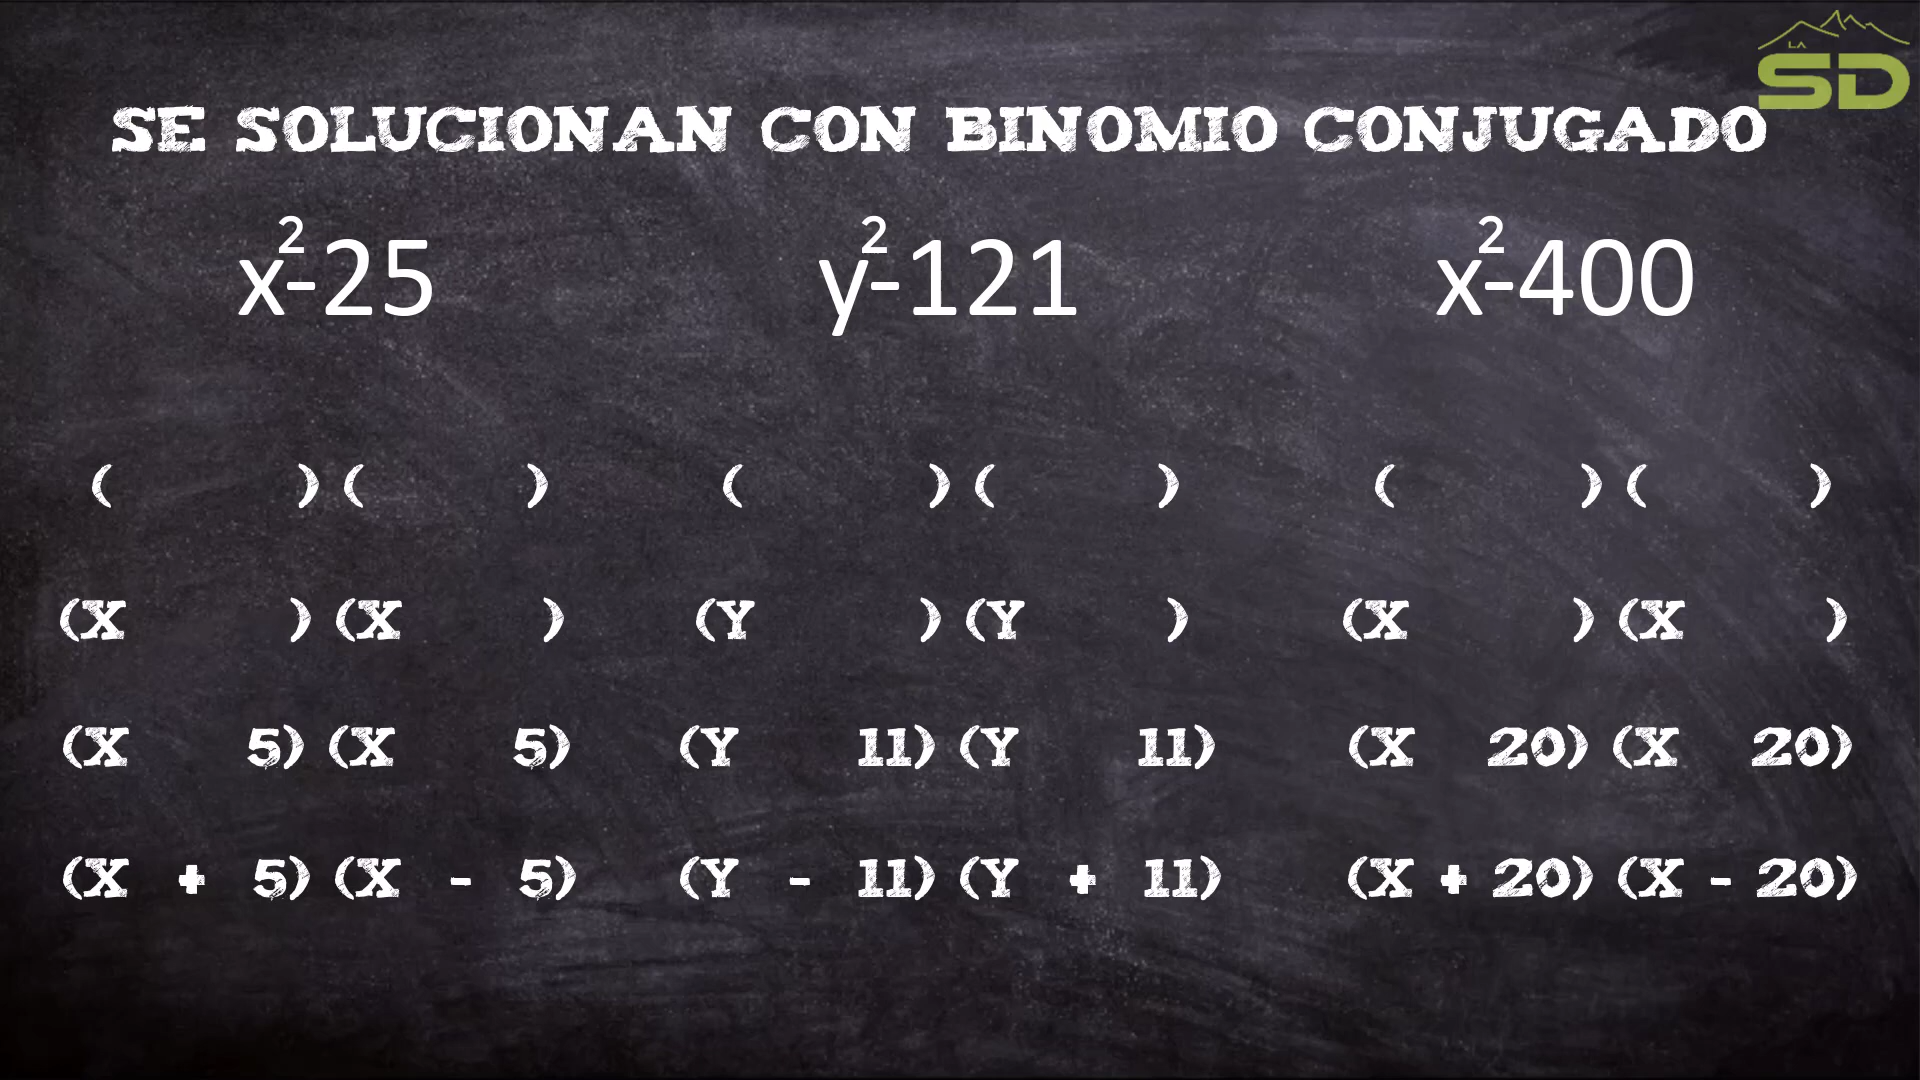 LA
SD
SE SOLUCIONAN CON BINOMIO CONJUGADO
x²-25 y²-121 x²-400
( ) ( ) ( ) ( ) ( ) ( )
(X ) (X ) (Y ) (Y ) (X ) (X )
(X 5) (X 5) (Y 11) (Y 11) (X 20) (X 20)
(X + 5) (X - 5) (Y - 11) (Y + 11) (X + 20) (X - 20)